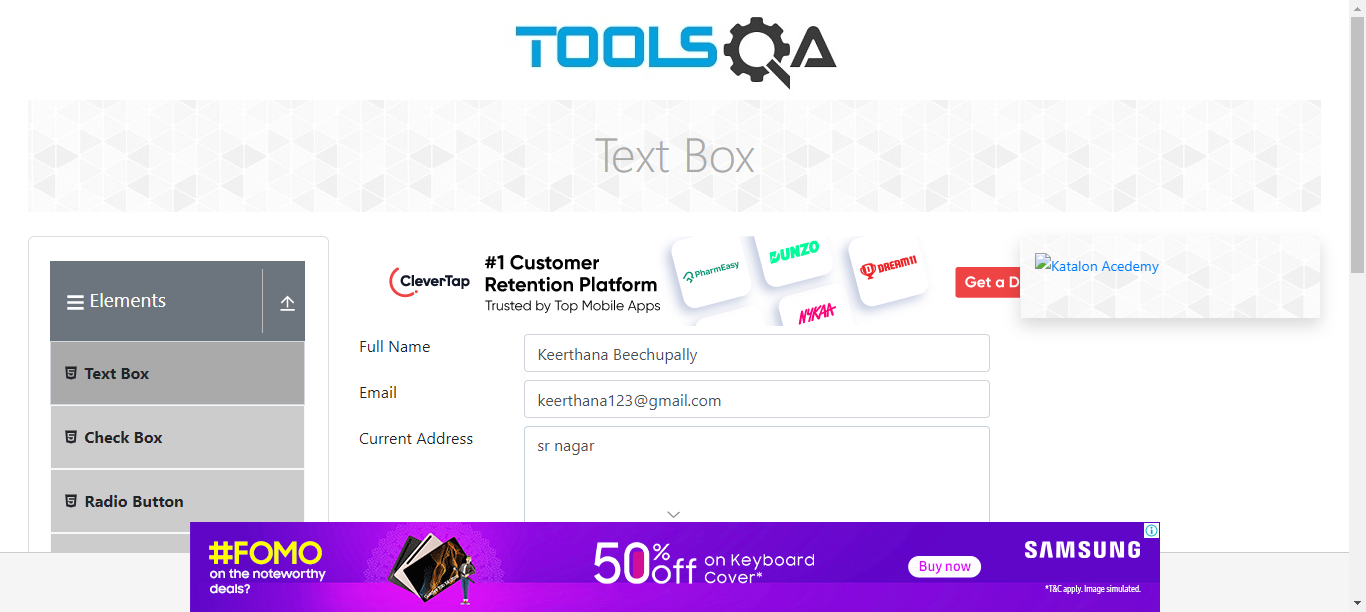 TOOLSQA
Text Box
Elements
Text Box
Check Box
Radio Button
CleverTap
#1 Customer
Retention Platform
Trusted by Top Mobile Apps
PharmEasy
DUNZO
DREAM11
NYKAA
Get a D
Katalon Acedemy
Full Name
Keerthana Beechupally
Email
keerthana123@gmail.com
Current Address
sr nagar
#FOMO
on the noteworthy
deals?
50% off
on Keyboard
Cover*
Buy now
SAMSUNG
*T&C apply. Image simulated.